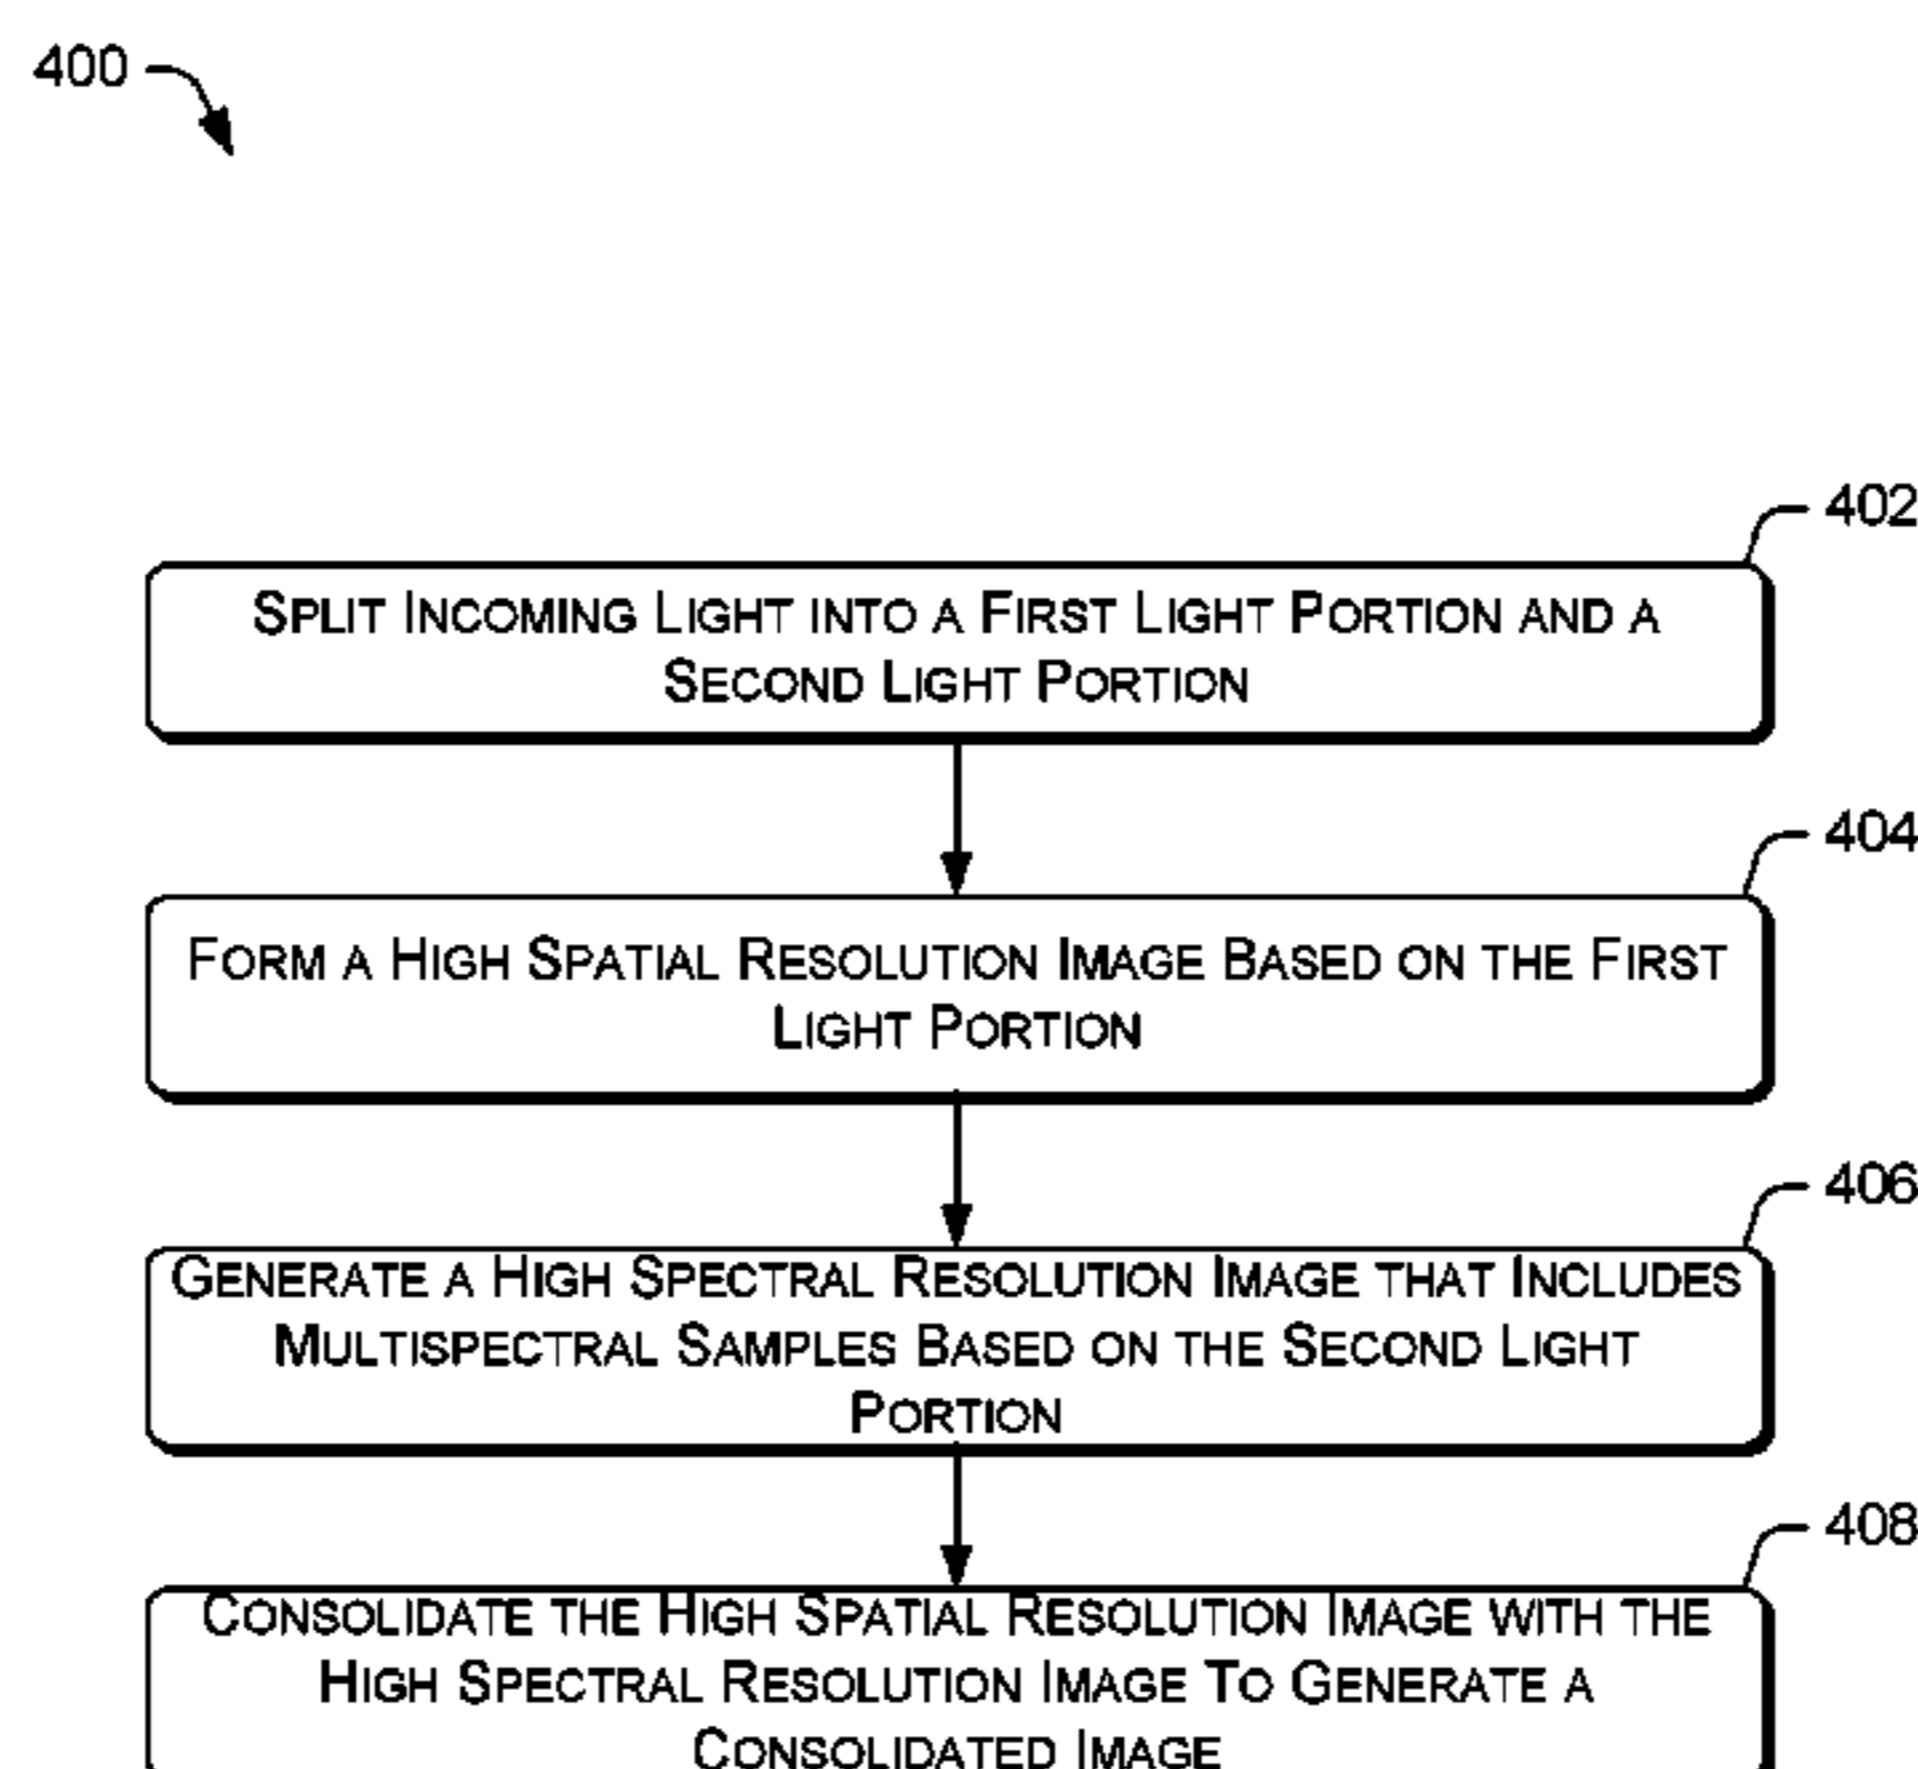 400
402
SPLIT INCOMING LIGHT INTO A FIRST LIGHT PORTION AND A
SECOND LIGHT PORTION
404
FORM A HIGH SPATIAL RESOLUTION IMAGE BASED ON THE FIRST
LIGHT PORTION
406
GENERATE A HIGH SPECTRAL RESOLUTION IMAGE THAT INCLUDES
MULTISPECTRAL SAMPLES BASED ON THE SECOND LIGHT
PORTION
408
CONSOLIDATE THE HIGH SPATIAL RESOLUTION IMAGE WITH THE
HIGH SPECTRAL RESOLUTION IMAGE TO GENERATE A
CONSOLIDATED IMAGE